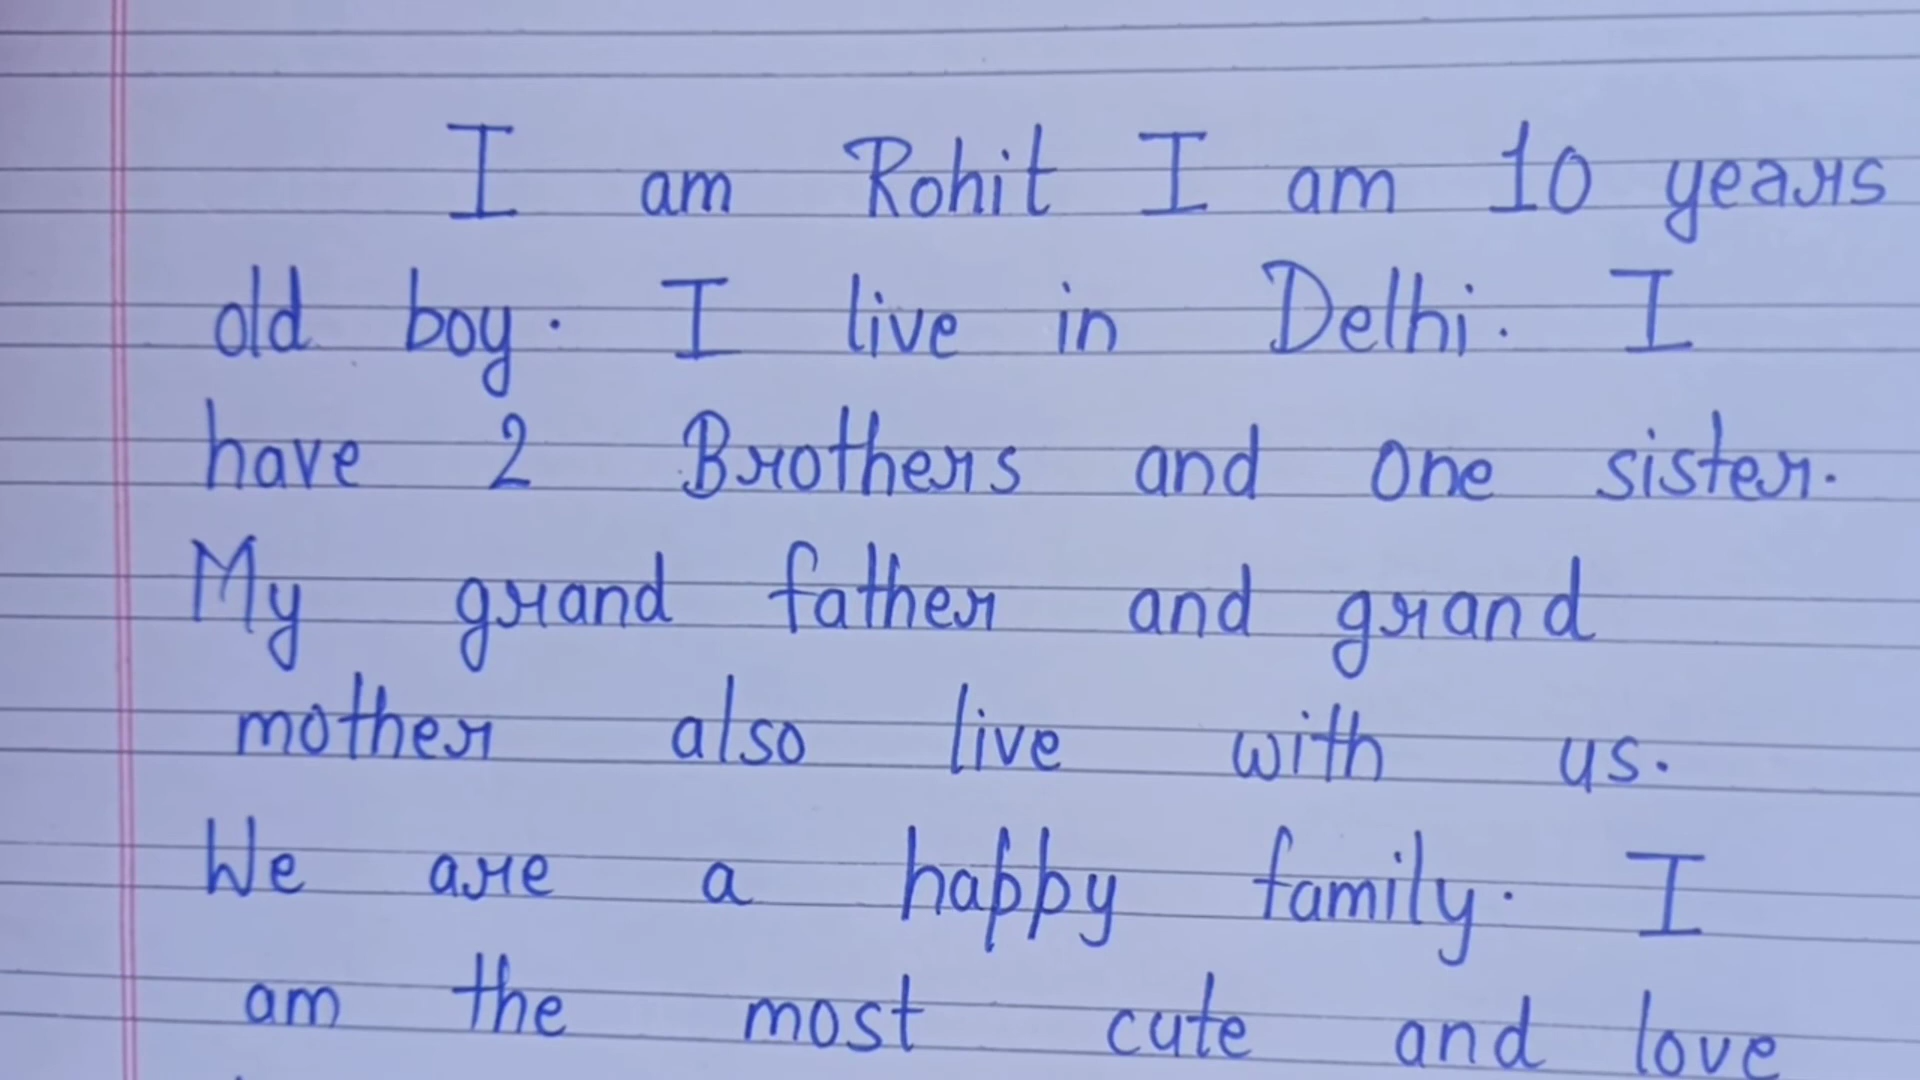 I am Rohit I am 10 years
old boy. I live in Delhi. I
have 2 Brothers and one sister.
My grand father and grand
mother also live with us.
We are a happy family. I
am the most cute and love